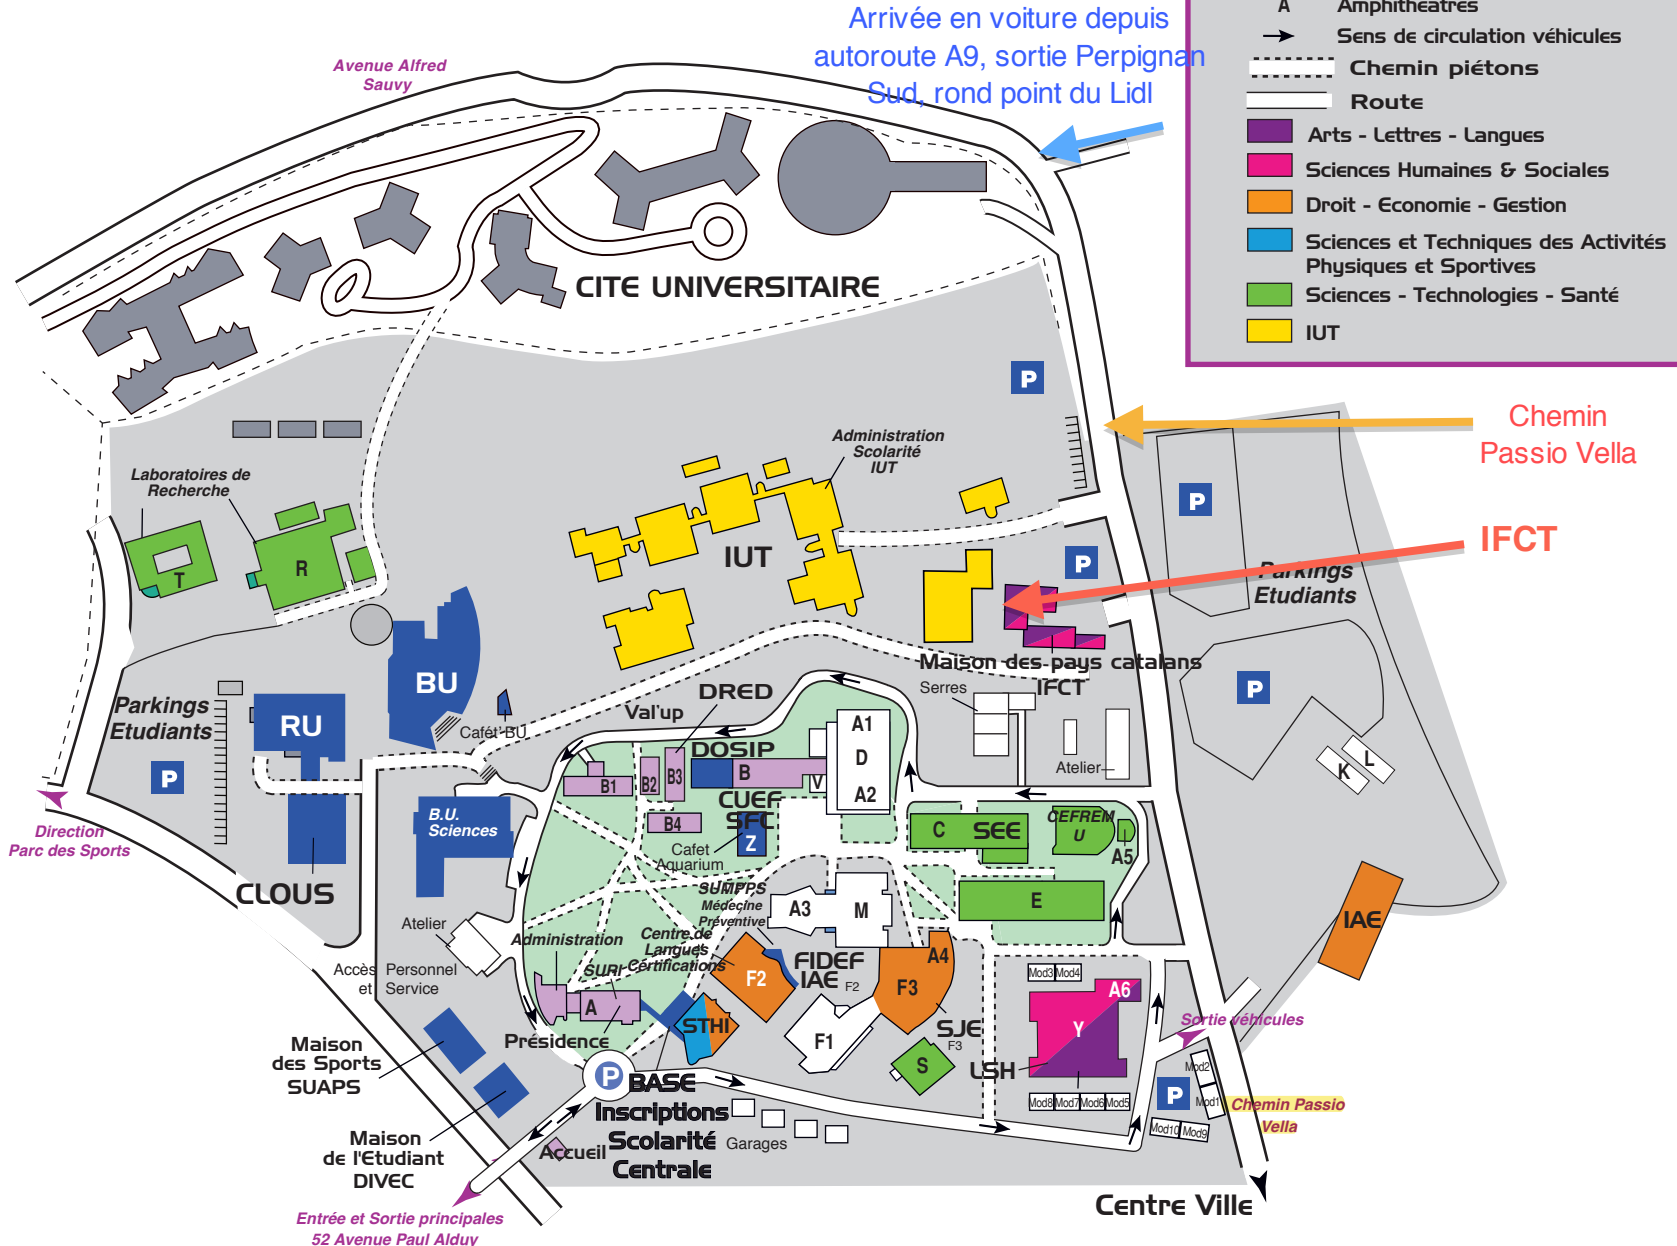 Arrivée en voiture depuis
autoroute A9, sortie Perpignan
Sud, rond point du Lidl
A Amphithéatres
Sens de circulation véhicules
Chemin piétons
Route
Arts - Lettres - Langues
Sciences Humaines & Sociales
Droit - Economie - Gestion
Sciences et Techniques des Activités
Physiques et Sportives
Sciences - Technologies - Santé
IUT
Avenue Alfred
Sauvy
CITE UNIVERSITAIRE
P
Chemin
Passio Vella
Administration
Scolarité
IUT
Laboratoires de
Recherche
P
IFCT
T
R
IUT
P
Parkings
Etudiants
Maison des pays catalans
IFCT
Serres
P
BU
DRED
Val'up
Parkings
Etudiants
RU
Cafét' BU
P
DOSIP
A1
D
A2
V
B
B1
B2
B3
B4
Atelier
K
L
CUEF
SFC
Z
Cafet
Aquarium
B.U.
Sciences
C
SEE
CEFREM
U
A5
Direction
Parc des Sports
CLOUS
SUMPPS
Médecine
Préventive
A3
M
E
IAE
Atelier
Administration
Centre de
Langues
Certifications
SURI
FIDEF
IAE F2
F2
A4
F3
Accès Personnel
et Service
Mod3
Mod4
A6
Y
A
Présidence
STHI
F1
SJE
F3
S
LSH
Sortie véhicules
Maison
des Sports
SUAPS
P
BASE
Inscriptions
Scolarité
Centrale
Garages
Mod8
Mod7
Mod6
Mod5
P
Mod2
Mod1
Mod10
Mod9
Chemin Passio
Vella
Maison
de l'Etudiant
DIVEC
Accueil
Centre Ville
Entrée et Sortie principales
52 Avenue Paul Alduy